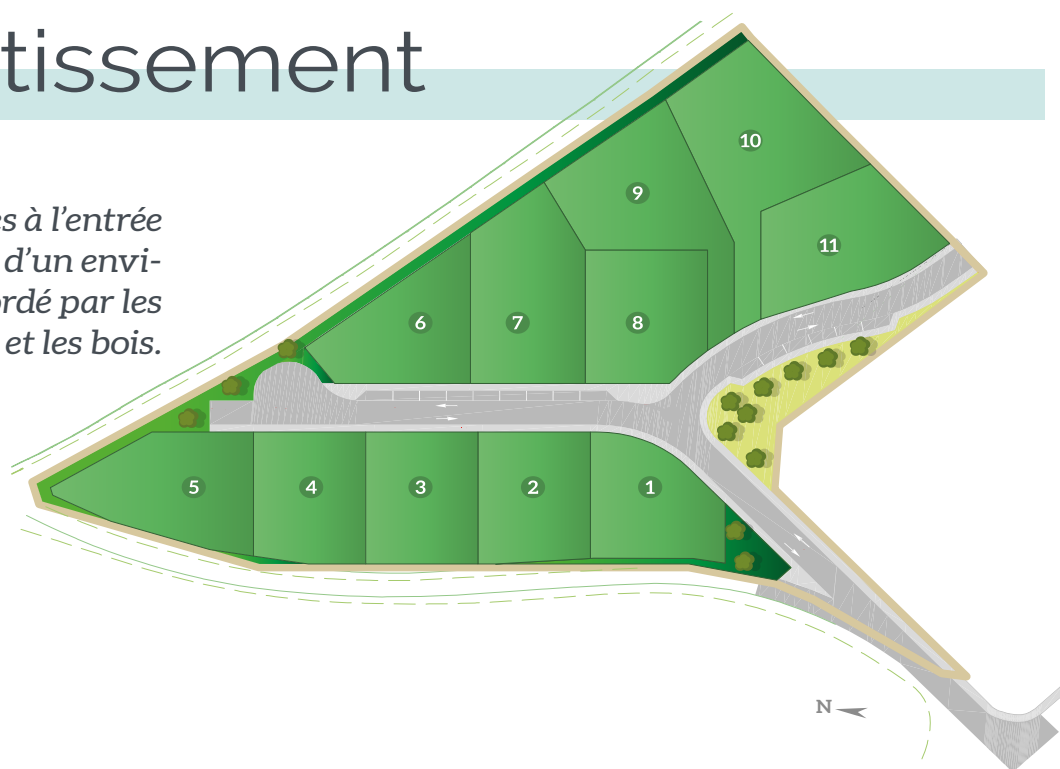 tissement
es à l'entrée
d'un envi-
ordé par les
et les bois.
10
9
11
6
7
8
5
4
3
2
1
N